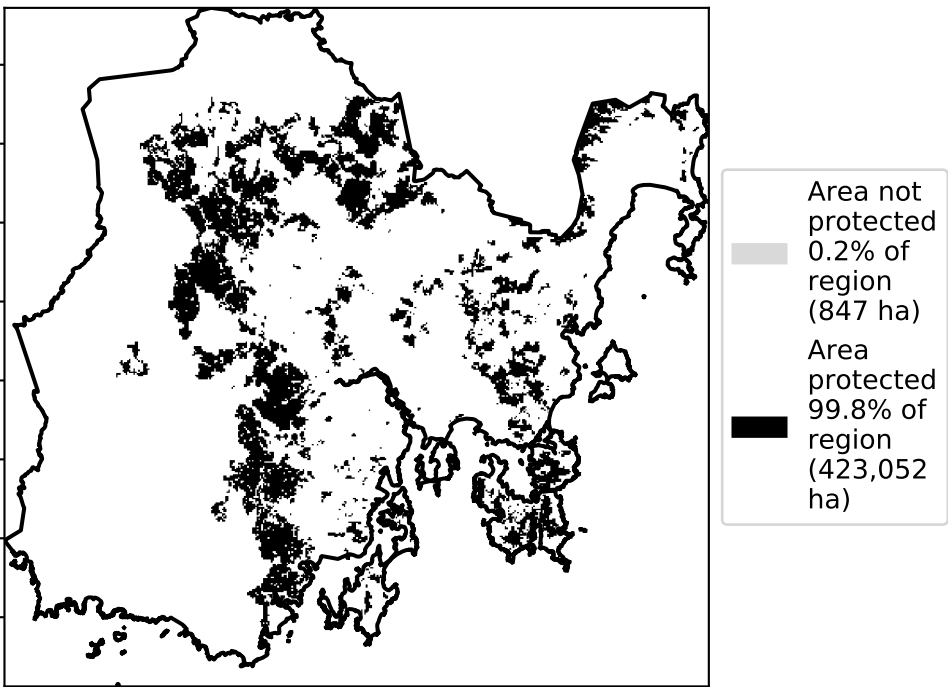 Area not
protected
0.2% of
region
(847 ha)
Area
protected
99.8% of
region
(423,052
ha)